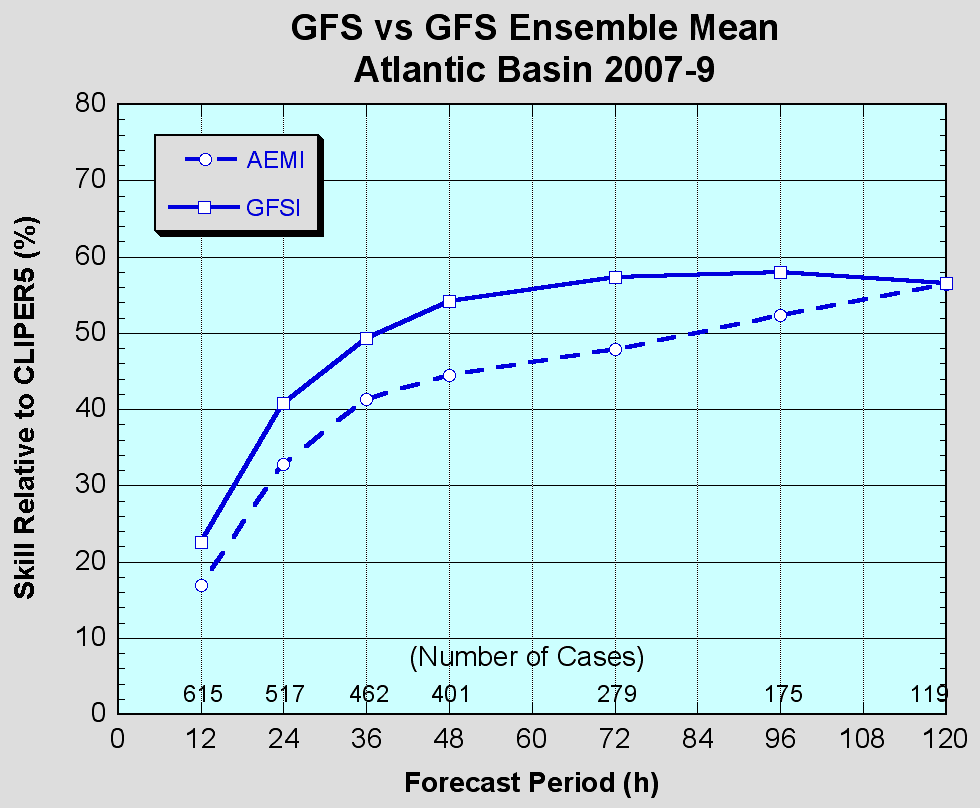 GFS vs GFS Ensemble Mean
Atlantic Basin 2007-9
80
70
60
50
40
30
20
10
0
Skill Relative to CLIPER5 (%)
AEMI
GFSI
(Number of Cases)
615 517 462 401 279 175 119
0 12 24 36 48 60 72 84 96 108 120
Forecast Period (h)